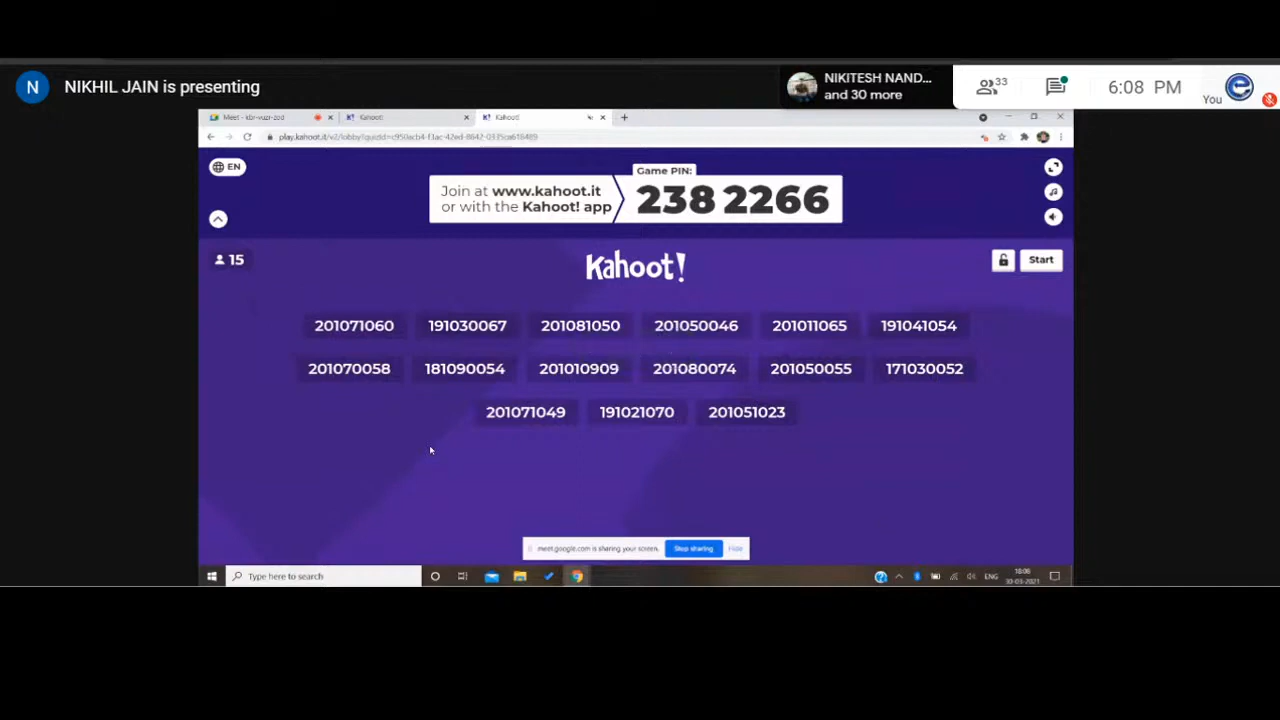 N NIKHIL JAIN is presenting
NIKITESH NAND...
and 30 more
33
6:08 PM
You
Kahoot!
Kahoot!
EN
Join at www.kahoot.it
or with the Kahoot! app
Game PIN:
238 2266
15
Kahoot!
Start
201071060 191030067 201081050 201050046 201011065 191041054
201070058 181090054 201010909 201080074 201050055 171030052
201071049 191021070 201051023
meet.google.com is sharing your screen. Stop sharing Hide
Type here to search
ENG